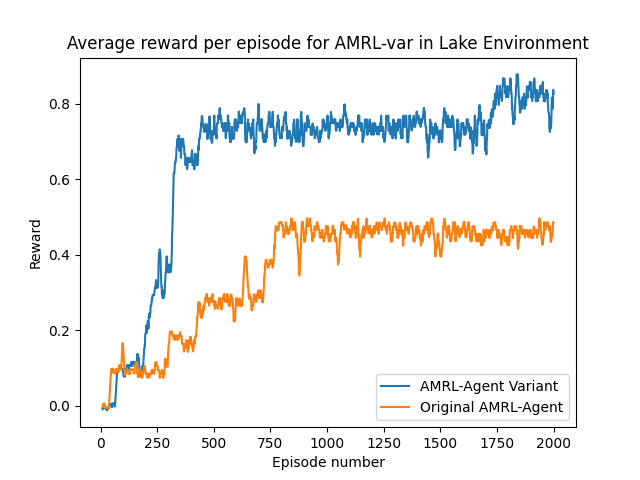 Average reward per episode for AMRL-var in Lake Environment
Reward
0.8
0.6
0.4
0.2
0.0
AMRL-Agent Variant
Original AMRL-Agent
0 250 500 750 1000 1250 1500 1750 2000
Episode number